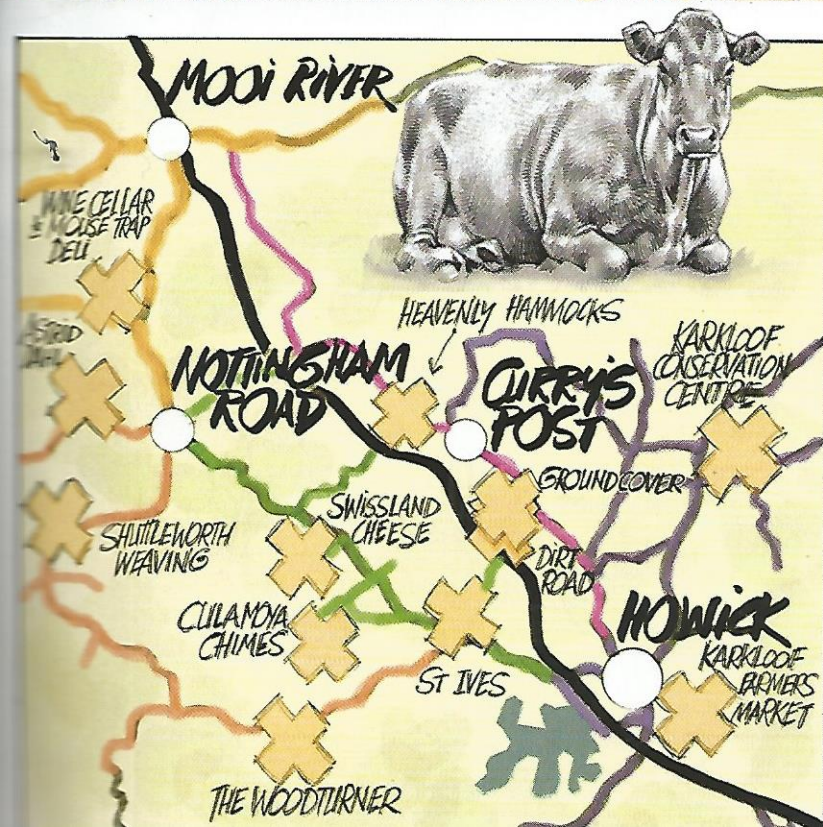 MOOI RIVER
WINE CELLAR
& MOUSE TRAP
DELI
HEAVENLY HAMMOCKS
KARKLOOF
CONSERVATION
CENTRE
NOTTINGHAM
ROAD
CURRY'S
POST
GROUNDCOVER
SWISSLAND
CHEESE
SHUTTLEWORTH
WEAVING
DIRT
ROAD
CULAMOYA
CHIMES
HOWICK
KARKLOOF
FARMERS
MARKET
ST IVES
THE WOODTURNER